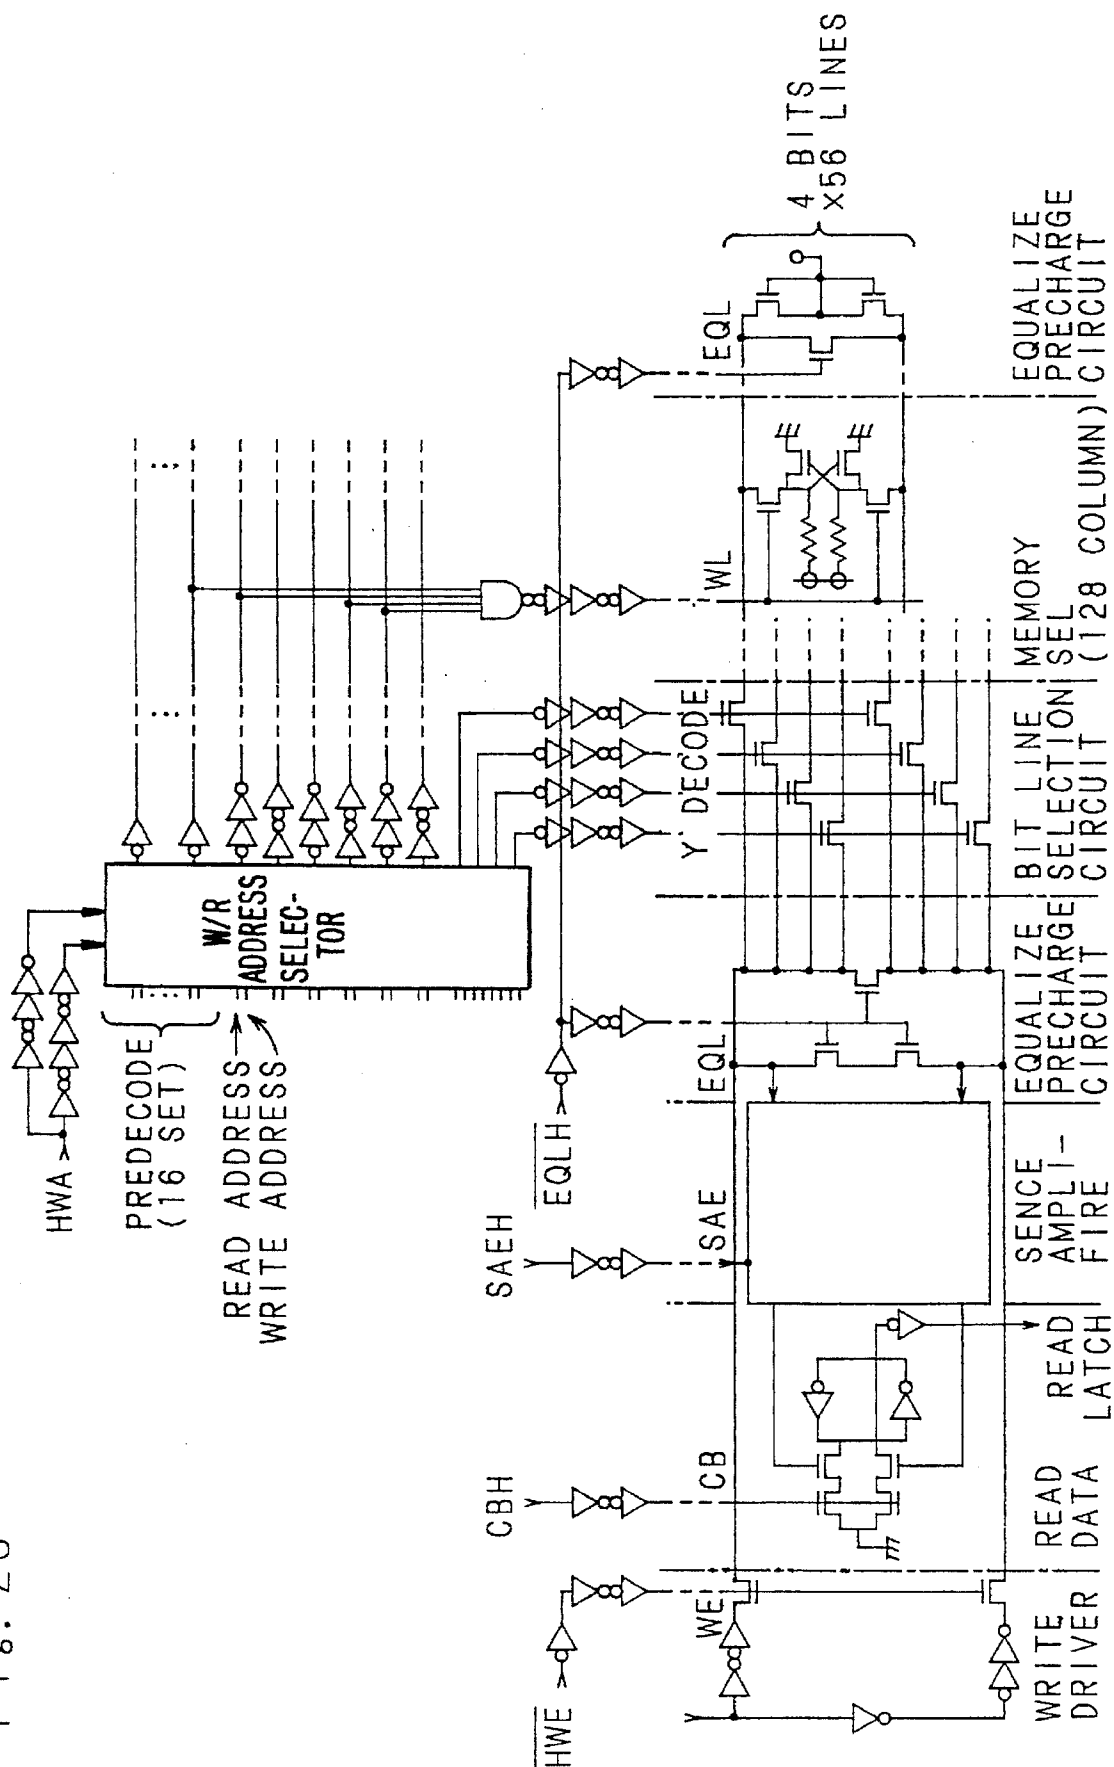 HWA
PREDECODE
(16 SET)
READ ADDRESS
WRITE ADDRESS
W/R
ADDRESS
SELEC-
TOR
HWE
CBH
SAEH
EQLH
WE
CB
SAE
EQL
Y DECODE
WL
EQL
4 BITS
X56 LINES
WRITE
DRIVER
READ
DATA
READ
LATCH
SENCE
AMPLI-
FIRE
EQUALIZE
PRECHARGE
CIRCUIT
BIT LINE
SELECTION
CIRCUIT
MEMORY
SEL
(128 COLUMN)
EQUALIZE
PRECHARGE
CIRCUIT